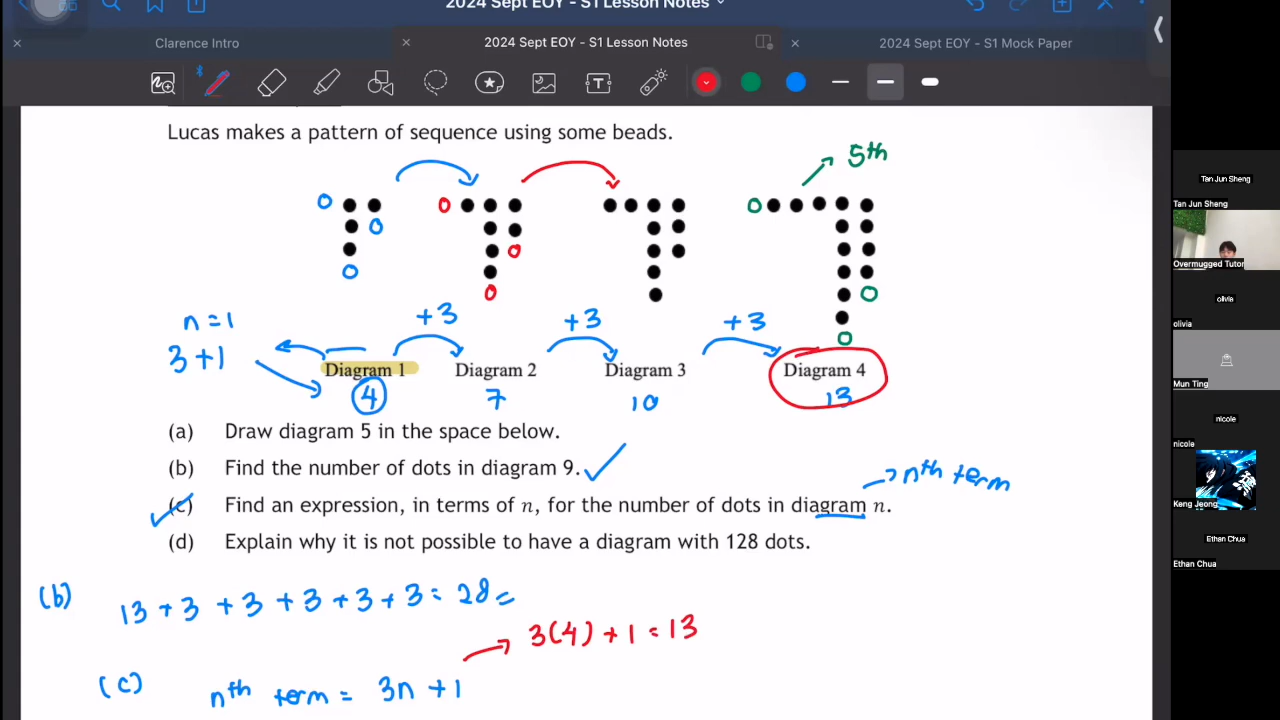 2024 Sept EOY - S1 Lesson Notes
Clarence Intro
2024 Sept EOY - S1 Lesson Notes
2024 Sept EOY - S1 Mock Paper
Lucas makes a pattern of sequence using some beads.
5th
n = 1
3 + 1
+3
+3
+3
Diagram 1
Diagram 2
Diagram 3
Diagram 4
4
7
10
13
(a) Draw diagram 5 in the space below.
(b) Find the number of dots in diagram 9.
nth term
(c) Find an expression, in terms of n, for the number of dots in diagram n.
(d) Explain why it is not possible to have a diagram with 128 dots.
(b) 13 + 3 + 3 + 3 + 3 + 3 = 28
3(4) + 1 = 13
(c) nth term = 3n + 1
Tan Jun Sheng
Tan Jun Sheng
Overmugged Tutor
olivia
olivia
Mun Ting
nicole
nicole
Keng Jeong
Ethan Chua
Ethan Chua